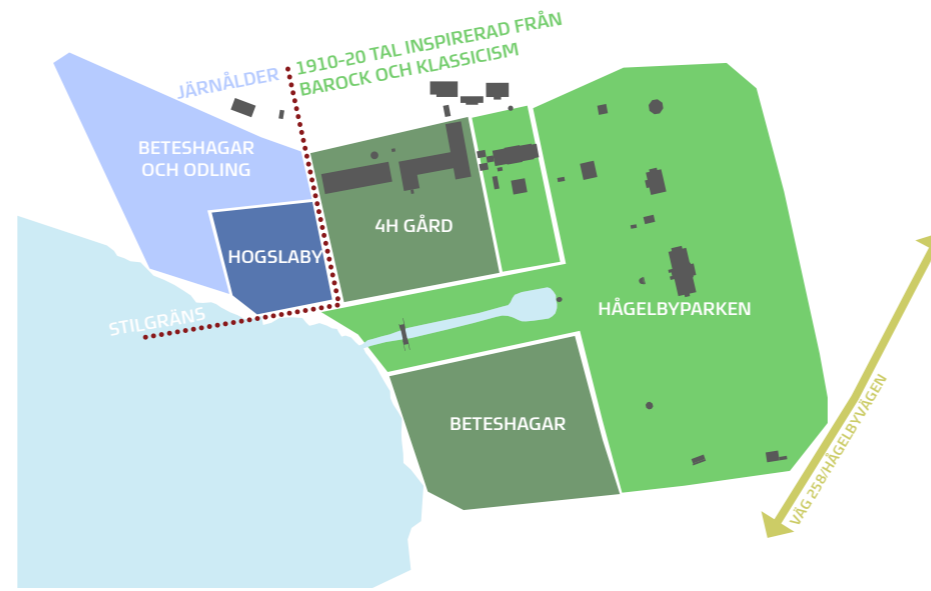 1910-20 TAL INSPIRERAD FRÅN
BAROCK OCH KLASSICISM
JÄRNÅLDER
BETESHAGAR
OCH ODLING
4H GÅRD
HOGSLABY
HÅGELBYPARKEN
STILGRÄNS
BETESHAGAR
VÄG 258/HÅGELBYVÄGEN